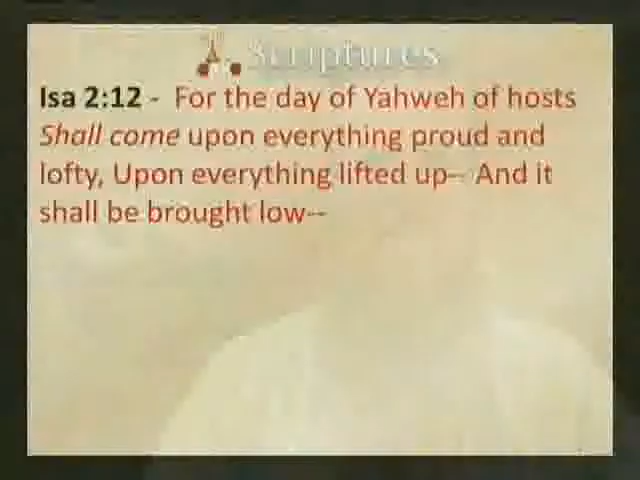 Scriptures
Isa 2:12 - For the day of Yahweh of hosts
Shall come upon everything proud and
lofty, Upon everything lifted up-- And it
shall be brought low--